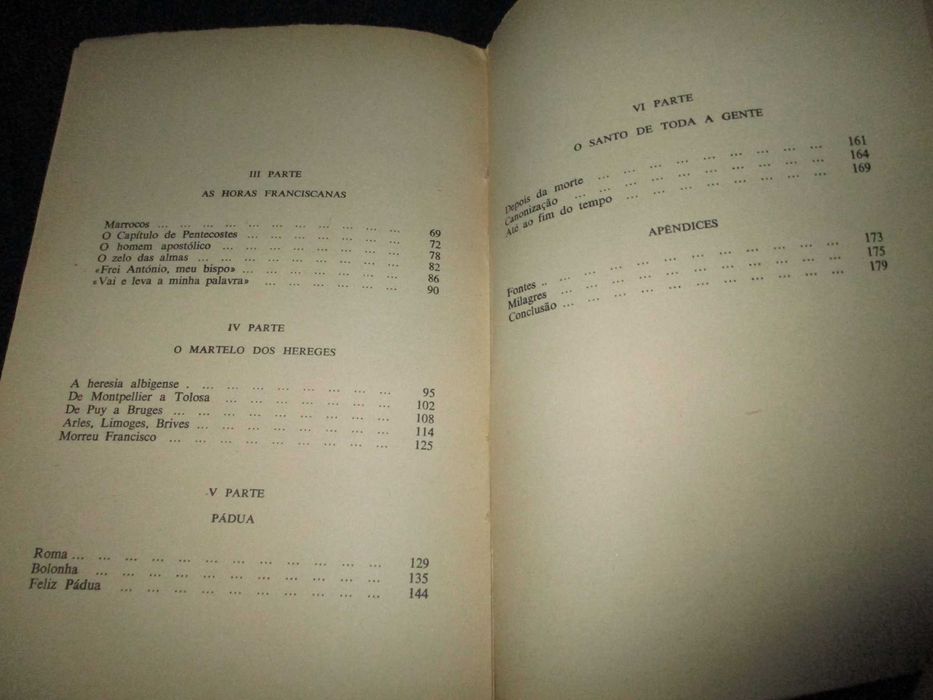 III PARTE
AS HORAS FRANCISCANAS
Marrocos ... ... ... ... ... ... ... ... ... 69
O Capítulo de Pentecostes ... ... ... ... ... ... 72
O homem apostólico ... ... ... ... ... ... ... 78
O zelo das almas ... ... ... ... ... ... ... ... 82
«Frei António, meu bispo» ... ... ... ... ... ... 86
«Vai e leva a minha palavra» ... ... ... ... ... 90
IV PARTE
O MARTELO DOS HEREGES
A heresia albigense . ... ... ... ... ... ... ... 95
De Montpellier a Tolosa ... ... ... ... ... ... ... 102
De Puy a Bruges ... ... ... ... ... ... ... ... 108
Arles, Limoges, Brives ... ... ... ... ... ... ... 114
Morreu Francisco ... ... ... ... ... ... ... ... 125
V PARTE
PÁDUA
Roma ... ... ... ... ... ... ... ... ... ... ... ... 129
Bolonha ... ... ... ... ... ... ... ... ... ... ... 135
Feliz Pádua ... ... ... ... ... ... ... ... ... ... 144
VI PARTE
O SANTO DE TODA A GENTE
Depois da morte ... ... ... ... ... ... ... ... ... 161
Canonização ... ... ... ... ... ... ... ... ... ... 164
Até ao fim do tempo ... ... ... ... ... ... ... ... 169
APÊNDICES
Fontes .. ... ... ... ... ... ... ... ... ... ... ... 173
Milagres ... ... ... ... ... ... ... ... ... ... ... 175
Conclusão ... ... ... ... ... ... ... ... ... ... ... 179